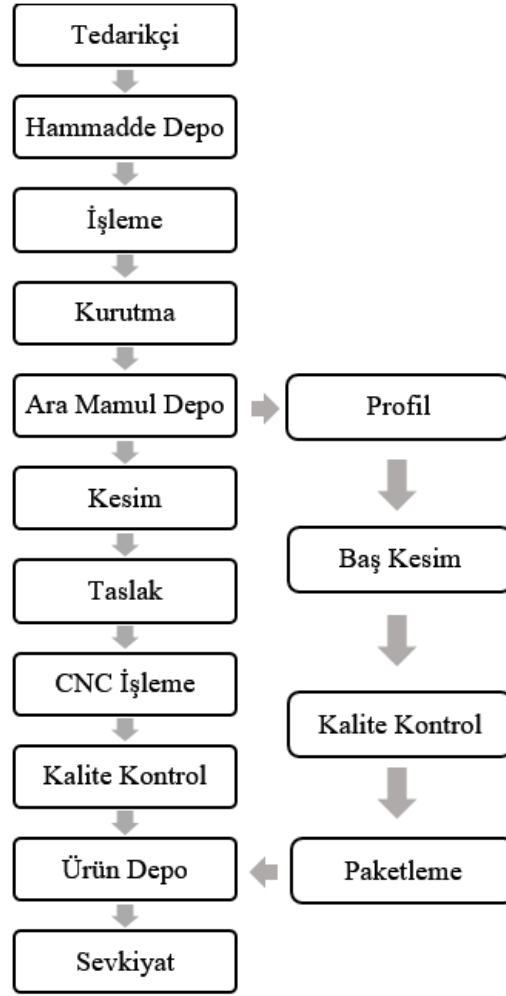 Tedarikçi
Hammadde Depo
İşleme
Kurutma
Ara Mamul Depo
Kesim
Taslak
CNC İşleme
Kalite Kontrol
Ürün Depo
Sevkiyat
Profil
Baş Kesim
Kalite Kontrol
Paketleme